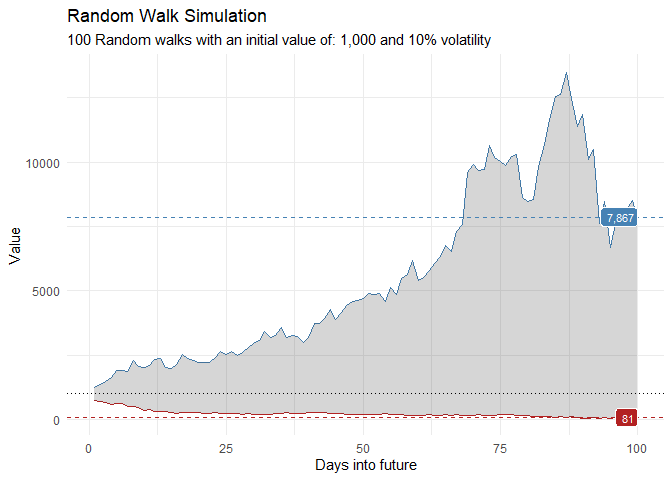 Random Walk Simulation
100 Random walks with an initial value of: 1,000 and 10% volatility
Value
10000
7,867
5000
81
0
0 25 50 75 100
Days into future